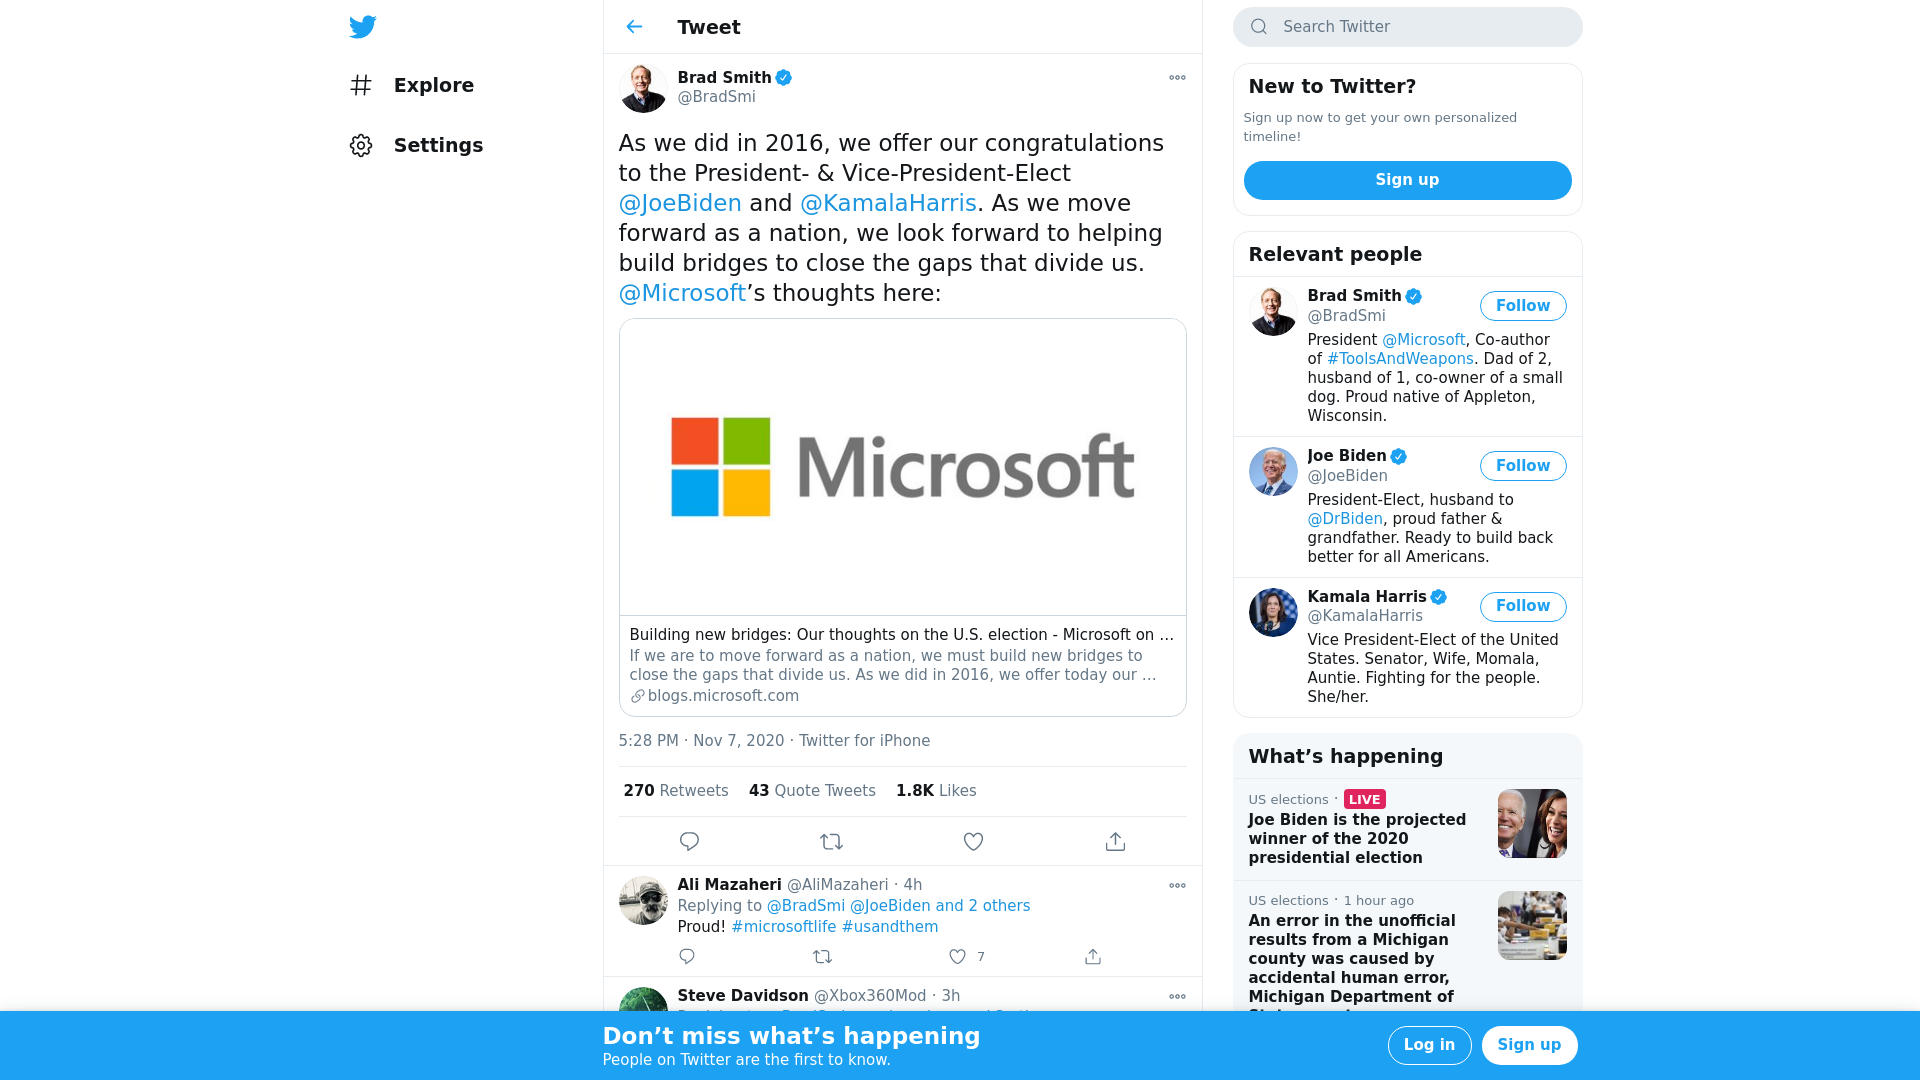 Explore
Settings
Tweet
Brad Smith
@BradSmi
As we did in 2016, we offer our congratulations
to the President- & Vice-President-Elect
@JoeBiden and @KamalaHarris. As we move
forward as a nation, we look forward to helping
build bridges to close the gaps that divide us.
@Microsoft’s thoughts here:
Microsoft
Building new bridges: Our thoughts on the U.S. election - Microsoft on …
If we are to move forward as a nation, we must build new bridges to
close the gaps that divide us. As we did in 2016, we offer today our …
blogs.microsoft.com
5:28 PM · Nov 7, 2020 · Twitter for iPhone
270 Retweets 43 Quote Tweets 1.8K Likes
Ali Mazaheri @AliMazaheri · 4h
Replying to @BradSmi @JoeBiden and 2 others
Proud! #microsoftlife #usandthem
7
Steve Davidson @Xbox360Mod · 3h
Search Twitter
New to Twitter?
Sign up now to get your own personalized
timeline!
Sign up
Relevant people
Brad Smith
@BradSmi
Follow
President @Microsoft, Co-author
of #ToolsAndWeapons. Dad of 2,
husband of 1, co-owner of a small
dog. Proud native of Appleton,
Wisconsin.
Joe Biden
@JoeBiden
Follow
President-Elect, husband to
@DrBiden, proud father &
grandfather. Ready to build back
better for all Americans.
Kamala Harris
@KamalaHarris
Follow
Vice President-Elect of the United
States. Senator, Wife, Momala,
Auntie. Fighting for the people.
She/her.
What’s happening
US elections · LIVE
Joe Biden is the projected
winner of the 2020
presidential election
US elections · 1 hour ago
An error in the unofficial
results from a Michigan
county was caused by
accidental human error,
Michigan Department of
Don’t miss what’s happening
People on Twitter are the first to know.
Log in
Sign up